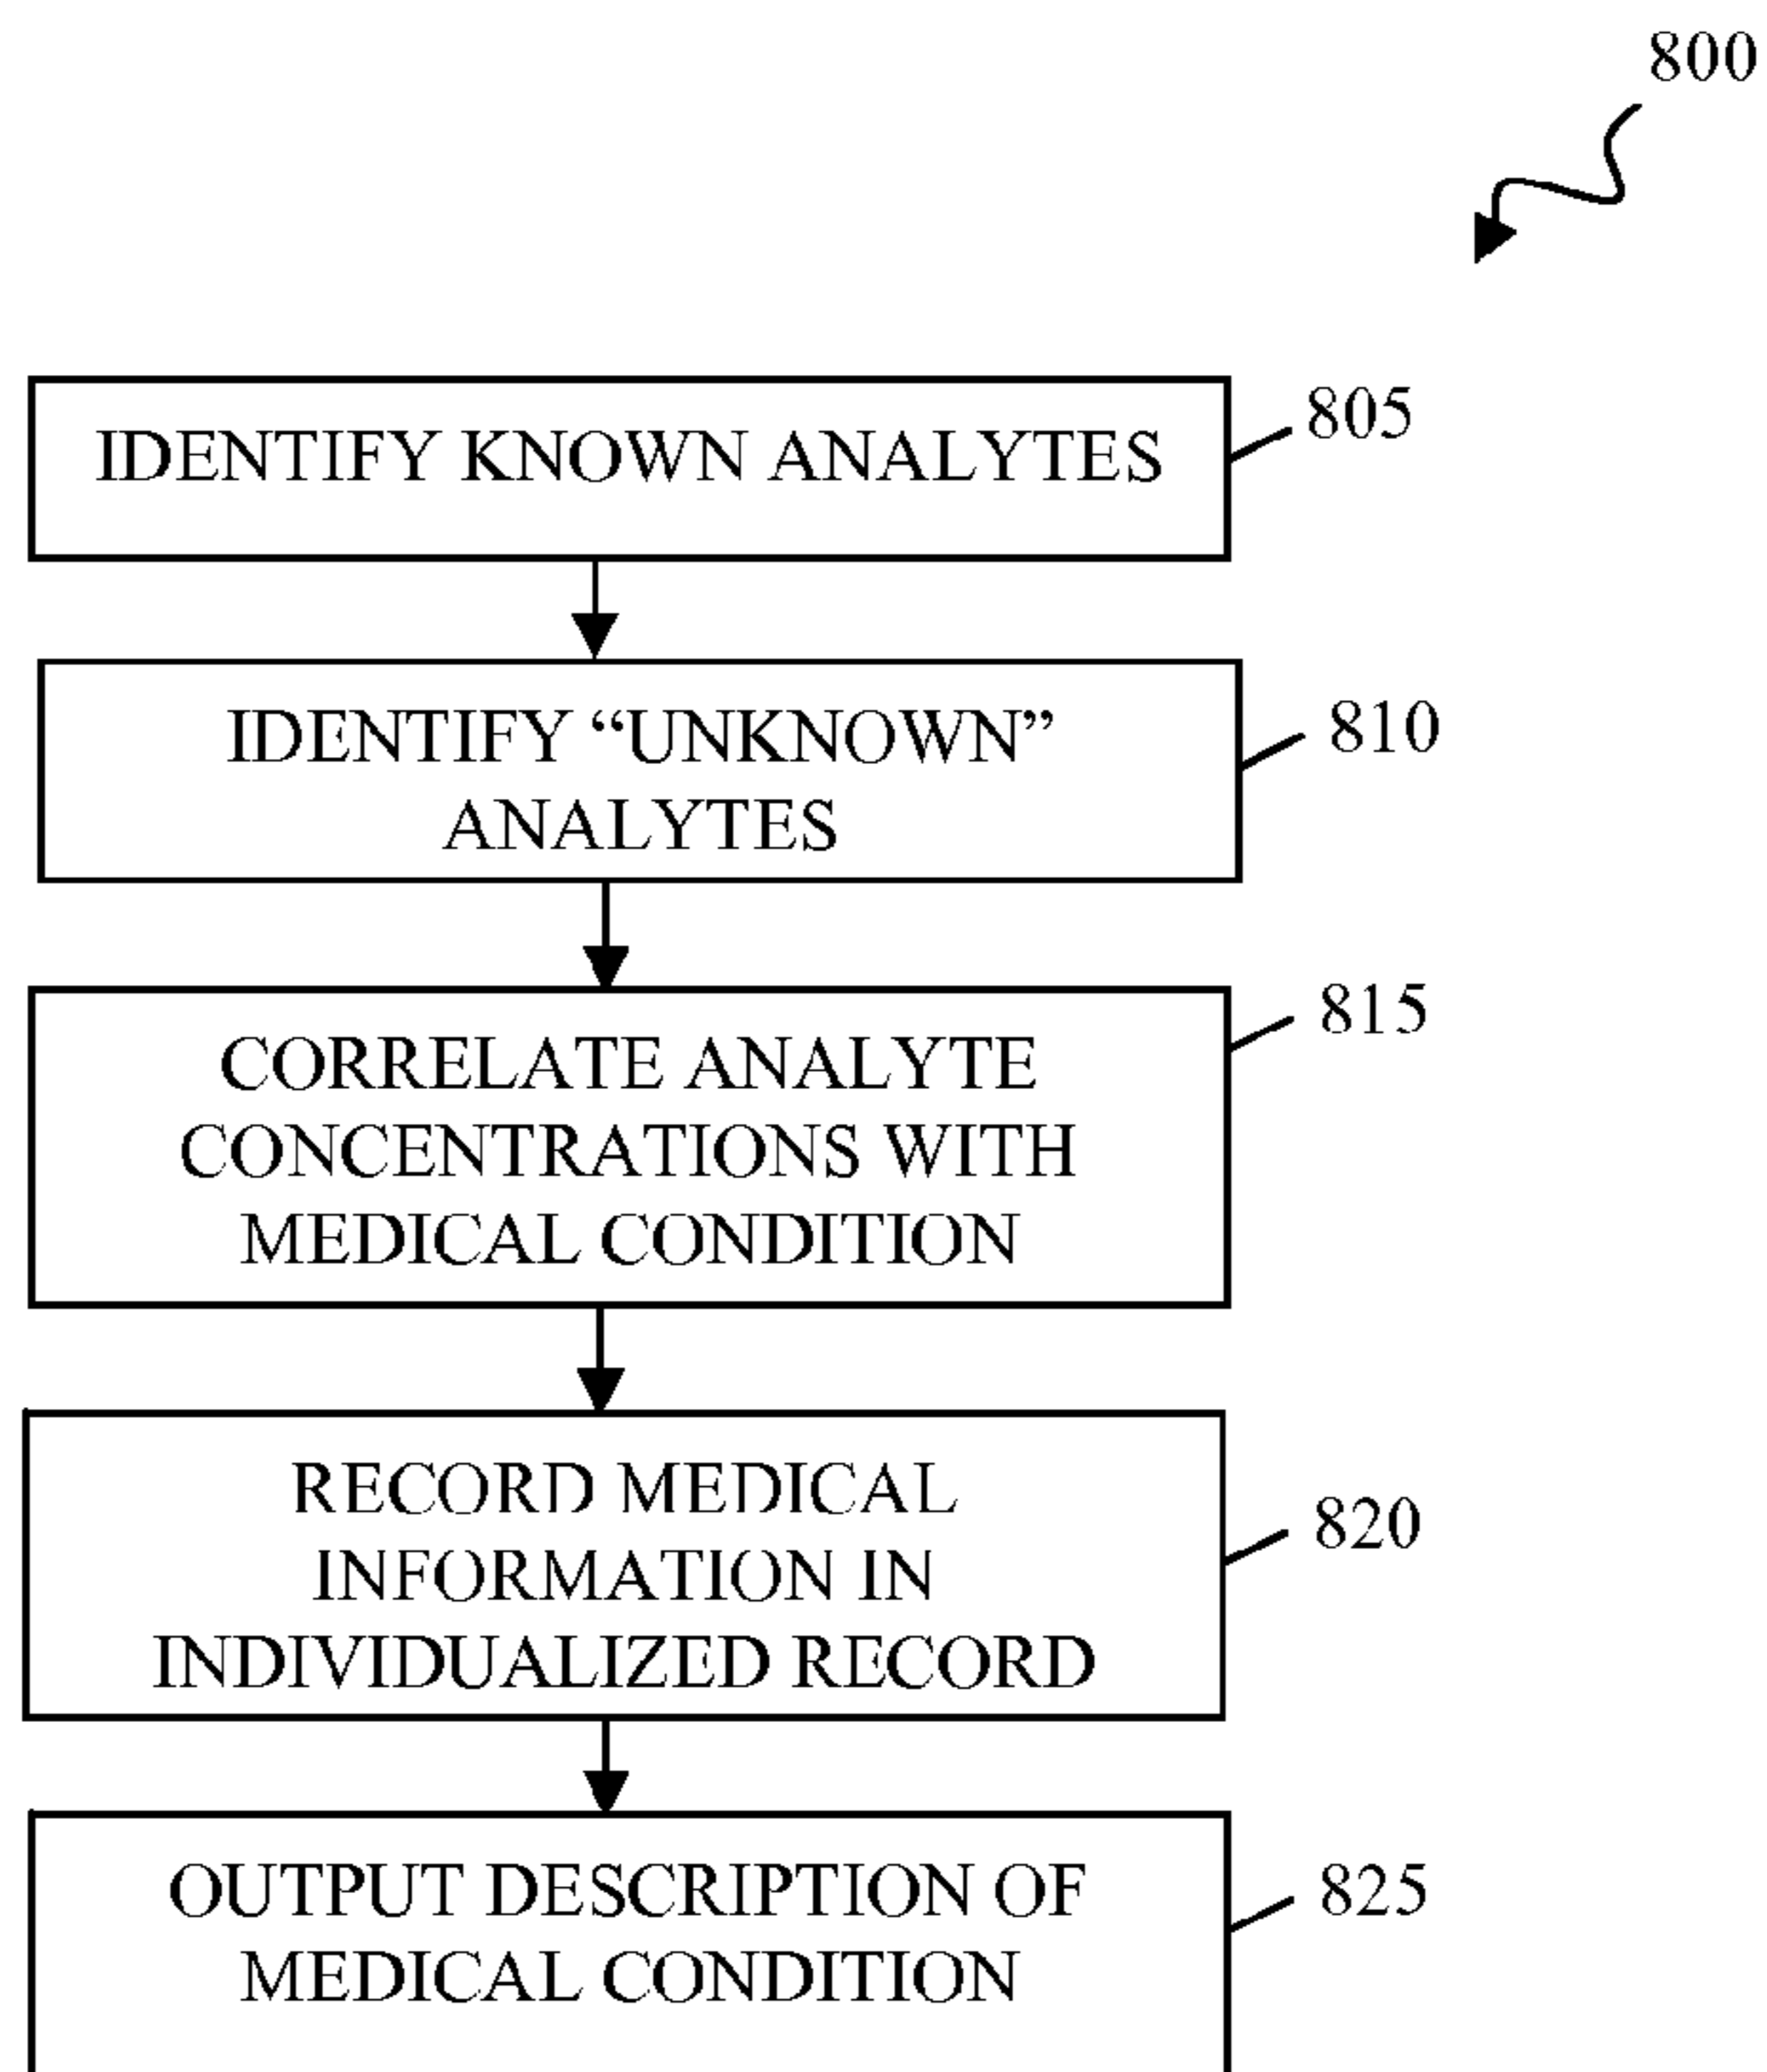 800
IDENTIFY KNOWN ANALYTES
805
IDENTIFY “UNKNOWN”
ANALYTES
810
CORRELATE ANALYTE
CONCENTRATIONS WITH
MEDICAL CONDITION
815
RECORD MEDICAL
INFORMATION IN
INDIVIDUALIZED RECORD
820
OUTPUT DESCRIPTION OF
MEDICAL CONDITION
825